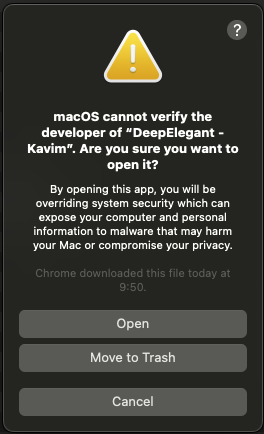 ?
macOS cannot verify the
developer of “DeepElegant -
Kavim”. Are you sure you want to
open it?
By opening this app, you will be
overriding system security which can
expose your computer and personal
information to malware that may harm
your Mac or compromise your privacy.
Chrome downloaded this file today at
9:50.
Open
Move to Trash
Cancel